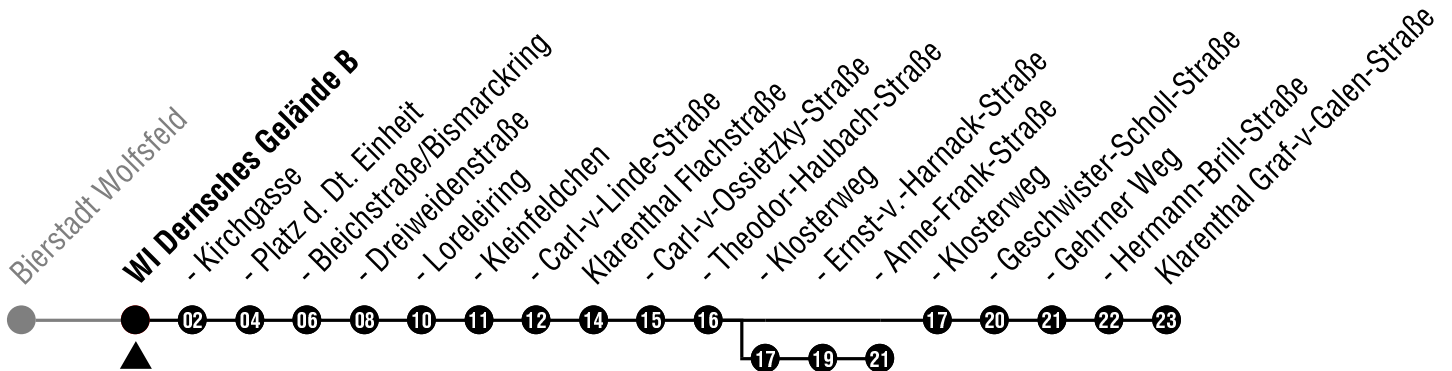 Bierstadt Wolfsfeld
WI Dernsches Gelände B
- Kirchgasse
- Platz d. Dt. Einheit
- Bleichstraße/Bismarckring
- Dreiweidenstraße
- Loreleiring
- Kleinfeldchen
- Carl-v-Linde-Straße
Klarenthal Flachstraße
- Carl-v-Ossietzky-Straße
- Theodor-Haubach-Straße
- Klosterweg
- Ernst-v.-Harnack-Straße
- Anne-Frank-Straße
- Klosterweg
- Geschwister-Scholl-Straße
- Gehrner Weg
- Hermann-Brill-Straße
Klarenthal Graf-v-Galen-Straße
02 04 06 08 10 11 12 14 15 16 17 20 21 22 23
17 19 21